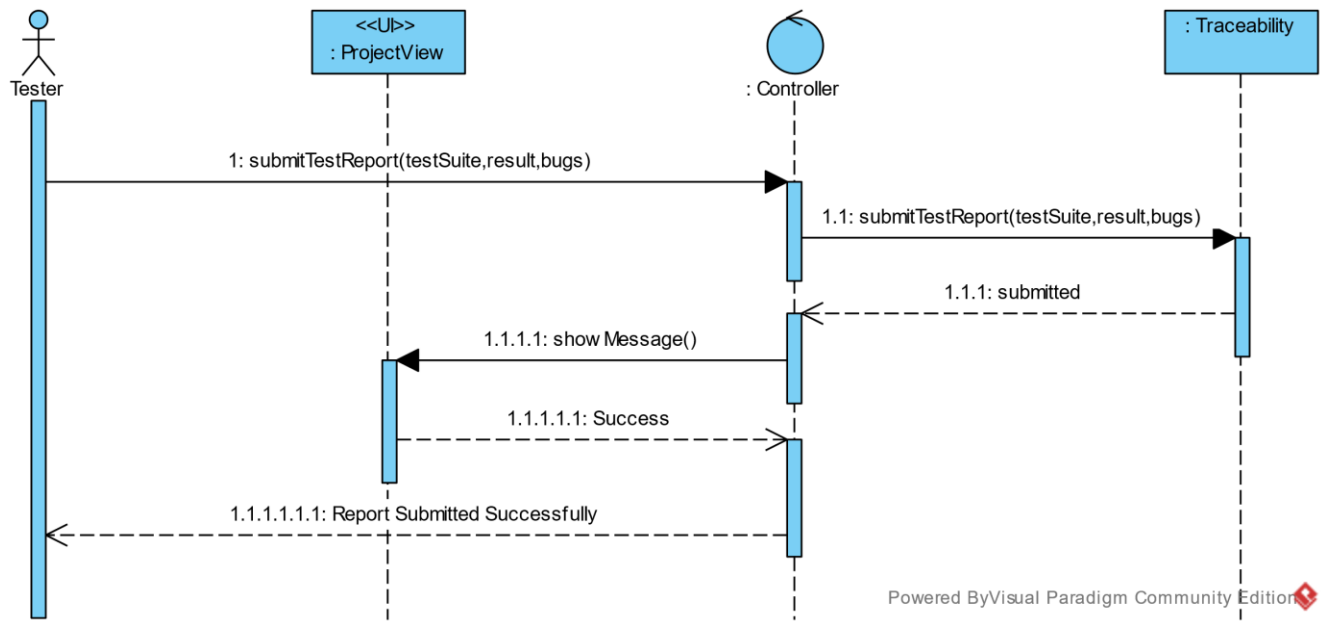 <<UI>>
: ProjectView
: Traceability
Tester
: Controller
1: submitTestReport(testSuite,result,bugs)
1.1: submitTestReport(testSuite,result,bugs)
1.1.1: submitted
1.1.1.1: show Message()
1.1.1.1.1: Success
1.1.1.1.1.1: Report Submitted Successfully
Powered ByVisual Paradigm Community Edition